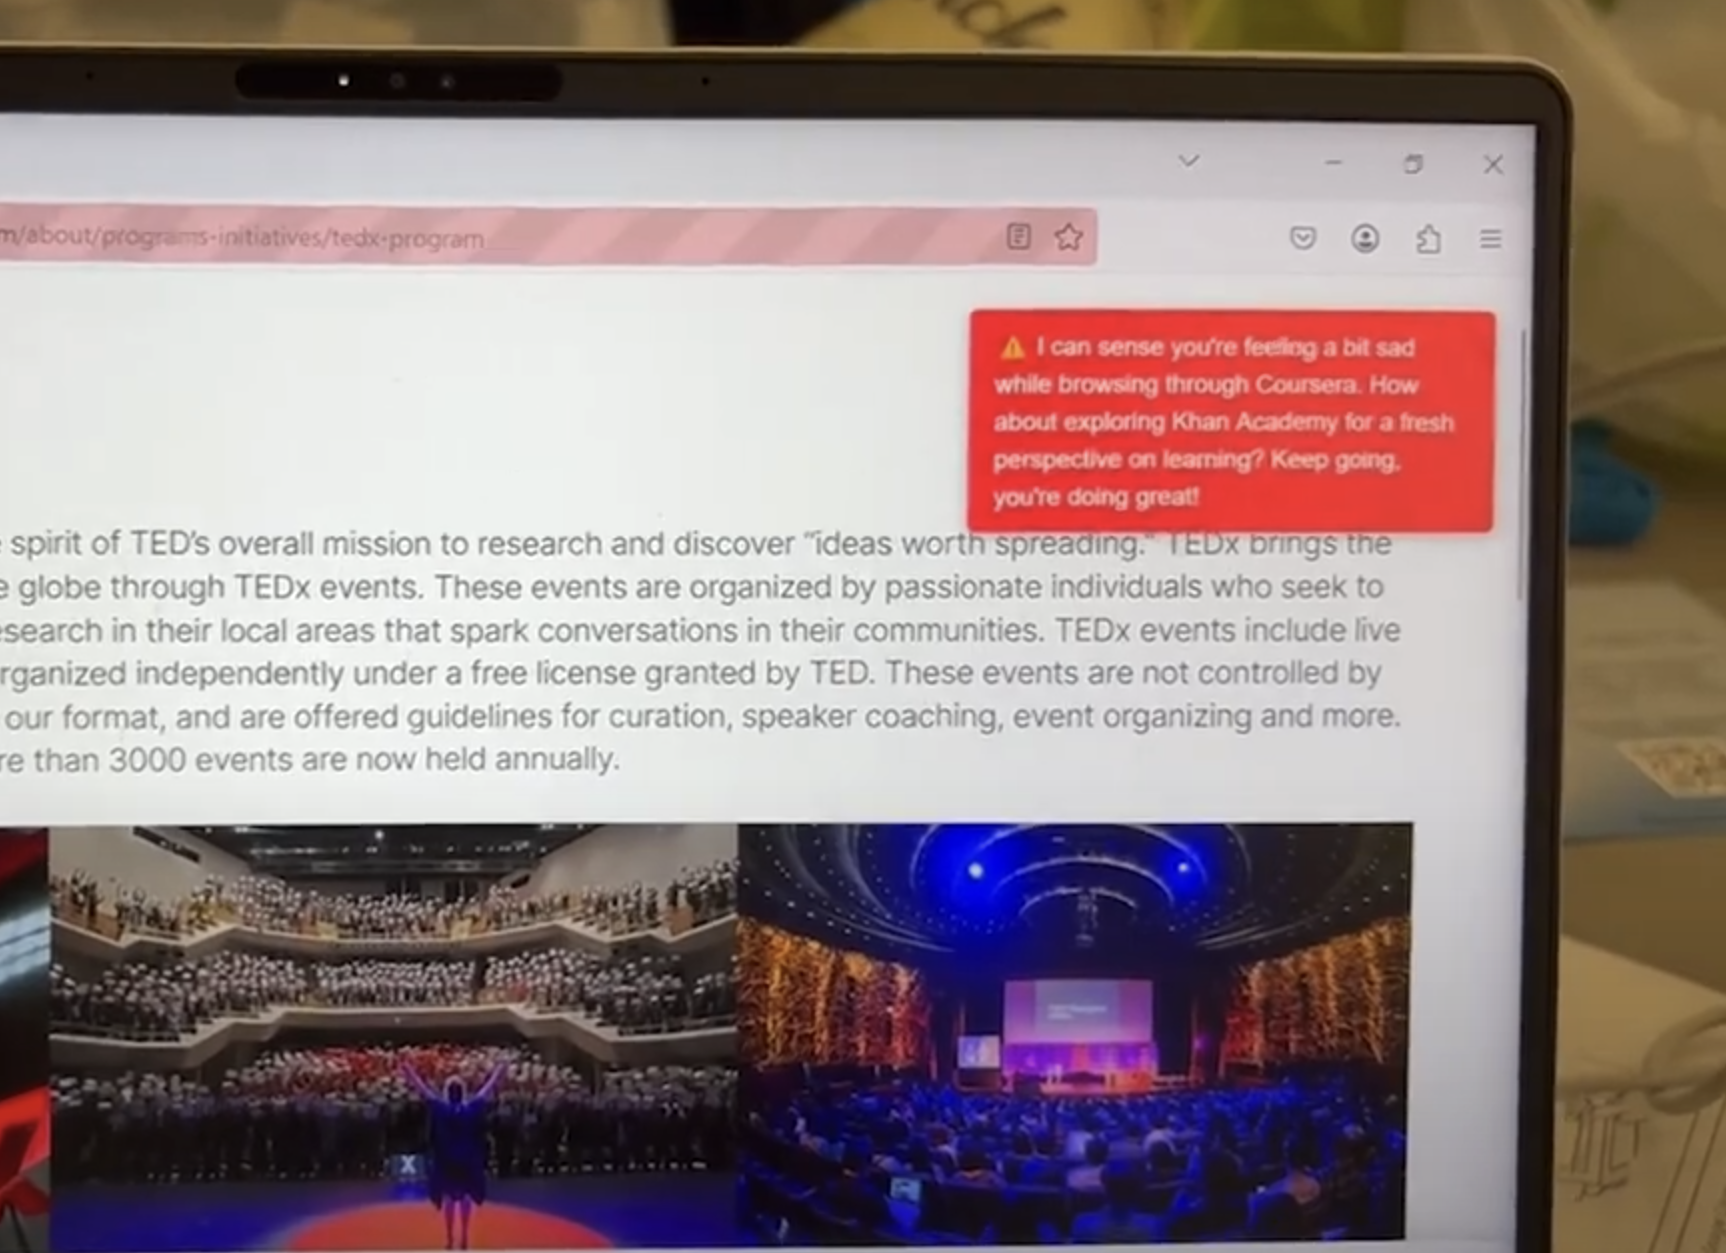 m/about/programs-initiatives/tedx-program
⚠ I can sense you're feeling a bit sad
while browsing through Coursera. How
about exploring Khan Academy for a fresh
perspective on learning? Keep going,
you're doing great!
spirit of TED's overall mission to research and discover "ideas worth spreading." TEDx brings the
e globe through TEDx events. These events are organized by passionate individuals who seek to
esearch in their local areas that spark conversations in their communities. TEDx events include live
rganized independently under a free license granted by TED. These events are not controlled by
our format, and are offered guidelines for curation, speaker coaching, event organizing and more.
re than 3000 events are now held annually.
X